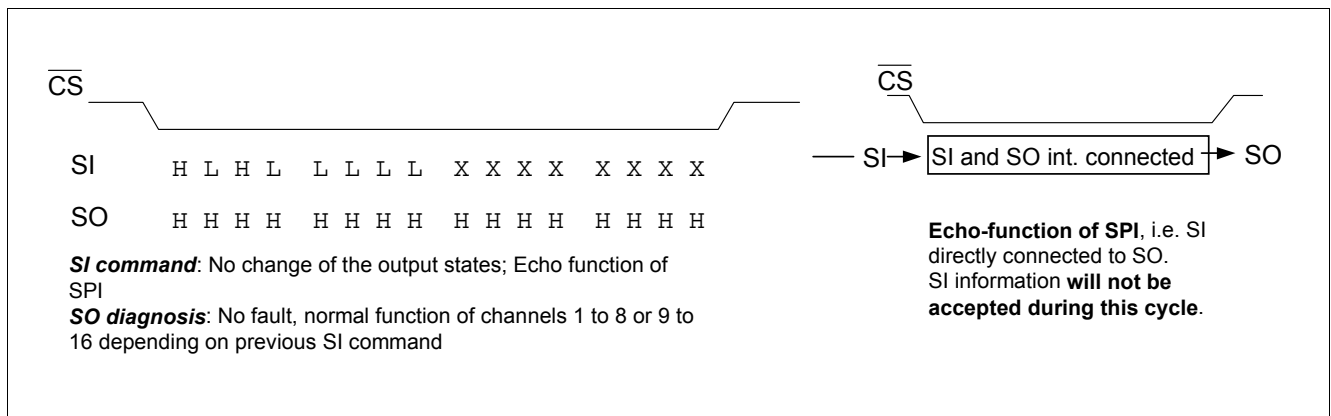 CS
SI H L H L L L L L X X X X X X X X
SO H H H H H H H H H H H H H H H H
SI command: No change of the output states; Echo function of
SPI
SO diagnosis: No fault, normal function of channels 1 to 8 or 9 to
16 depending on previous SI command
CS
SI SI and SO int. connected SO
Echo-function of SPI, i.e. SI
directly connected to SO.
SI information will not be
accepted during this cycle.